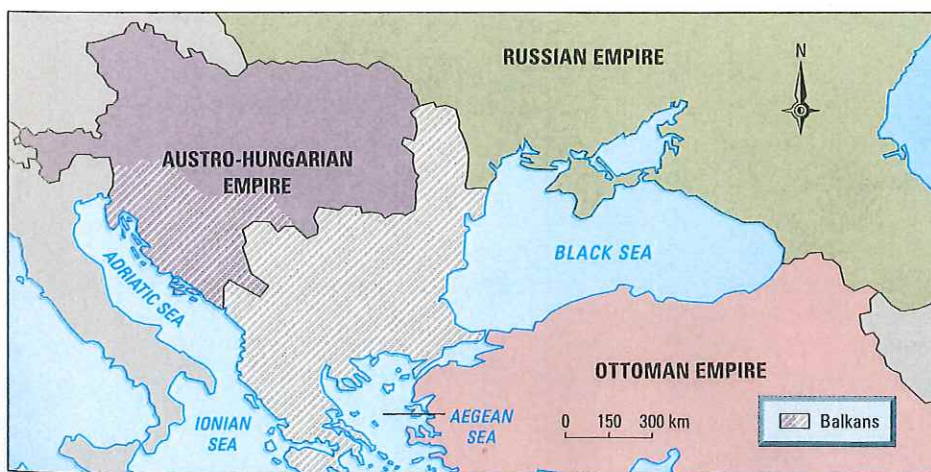 RUSSIAN EMPIRE
N
AUSTRO-HUNGARIAN
EMPIRE
BLACK SEA
ADRIATIC SEA
OTTOMAN EMPIRE
IONIAN
SEA
AEGEAN
SEA
0 150 300 km
Balkans